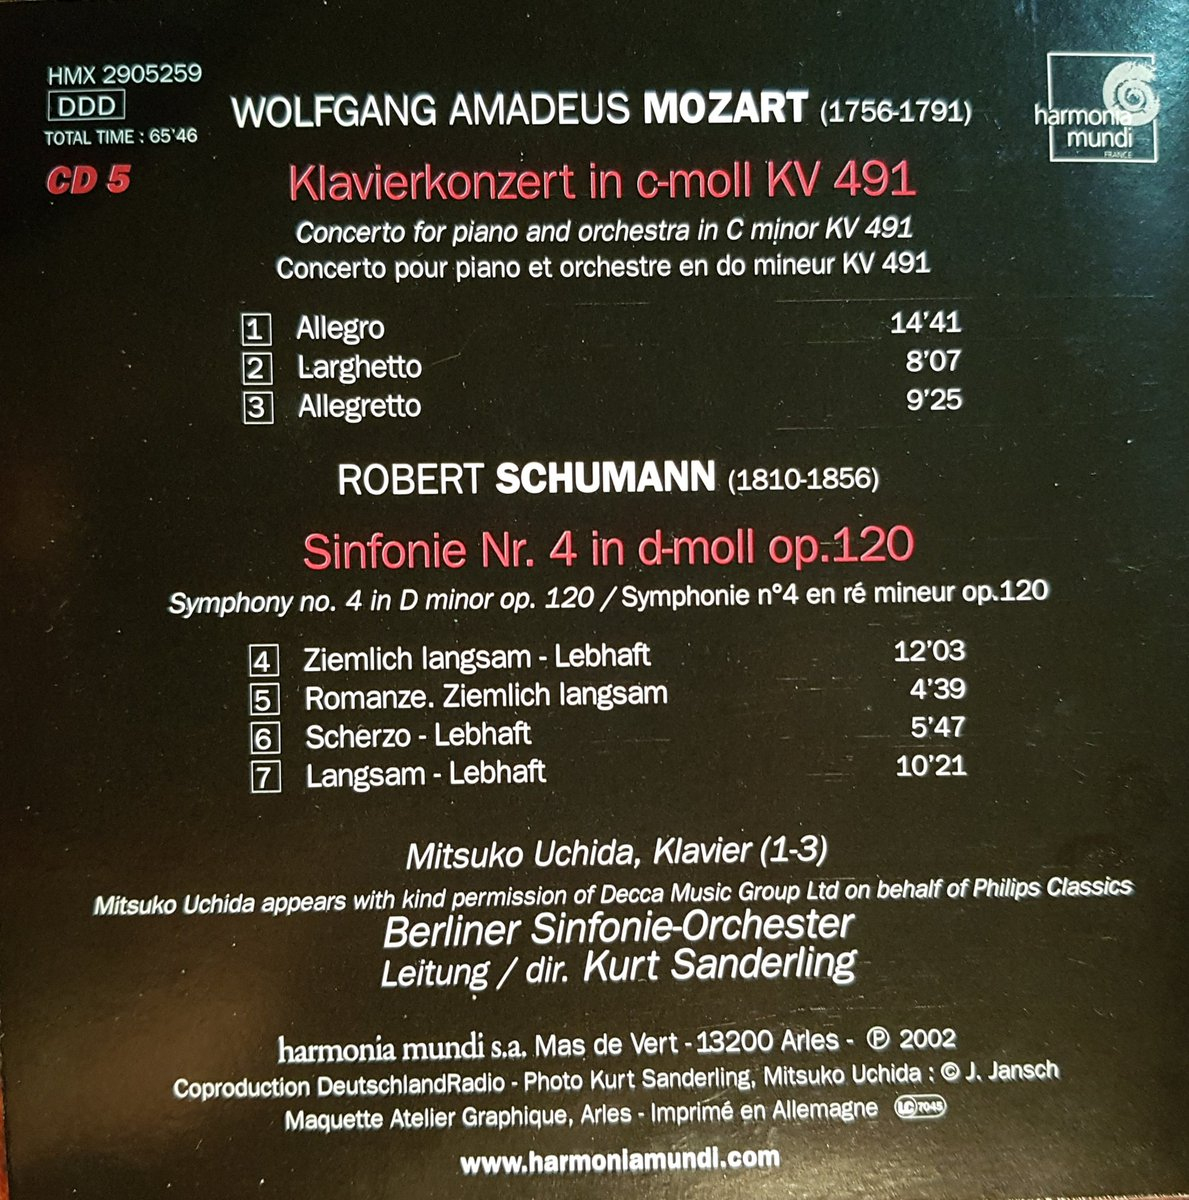 HMX 2905259
DDD
TOTAL TIME : 65'46
CD 5
harmonia
mundi
FRANCE
WOLFGANG AMADEUS MOZART (1756-1791)
Klavierkonzert in c-moll KV 491
Concerto for piano and orchestra in C minor KV 491
Concerto pour piano et orchestre en do mineur KV 491
1 Allegro 14'41
2 Larghetto 8'07
3 Allegretto 9'25
ROBERT SCHUMANN (1810-1856)
Sinfonie Nr. 4 in d-moll op.120
Symphony no. 4 in D minor op. 120 / Symphonie n°4 en ré mineur op.120
4 Ziemlich langsam - Lebhaft 12'03
5 Romanze. Ziemlich langsam 4'39
6 Scherzo - Lebhaft 5'47
7 Langsam - Lebhaft 10'21
Mitsuko Uchida, Klavier (1-3)
Mitsuko Uchida appears with kind permission of Decca Music Group Ltd on behalf of Philips Classics
Berliner Sinfonie-Orchester
Leitung / dir. Kurt Sanderling
harmonia mundi s.a. Mas de Vert - 13200 Arles - ℗ 2002
Coproduction DeutschlandRadio - Photo Kurt Sanderling, Mitsuko Uchida : © J. Jansch
Maquette Atelier Graphique, Arles - Imprimé en Allemagne LC 7045
www.harmoniamundi.com